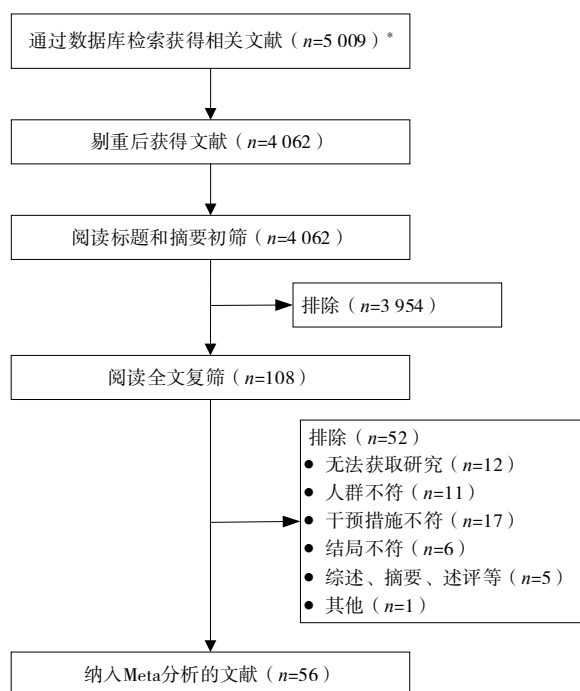 通过数据库检索获得相关文献（n=5 009）*
剔重后获得文献（n=4 062）
阅读标题和摘要初筛（n=4 062）
排除（n=3 954）
阅读全文复筛（n=108）
排除（n=52）
● 无法获取研究（n=12）
● 人群不符（n=11）
● 干预措施不符（n=17）
● 结局不符（n=6）
● 综述、摘要、述评等（n=5）
● 其他（n=1）
纳入Meta分析的文献（n=56）